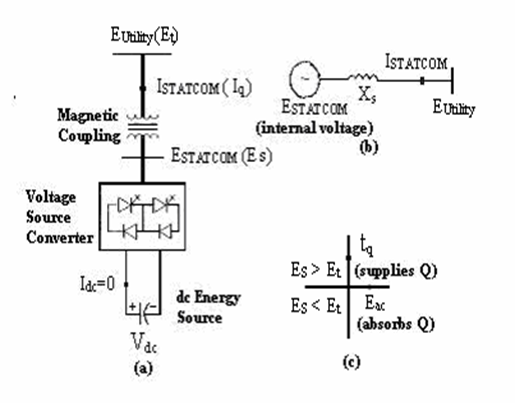 EUtility(Et)
ISTATCOM (Iq)
Magnetic
Coupling
ESTATCOM (Es)
Voltage
Source
Converter
Idc=0
dc Energy
Source
+ −
Vdc
(a)
ISTATCOM
~
Xs
ESTATCOM
EUtility
(internal voltage)
(b)
tq
ES > Et (supplies Q)
ES < Et Eac
(absorbs Q)
(c)